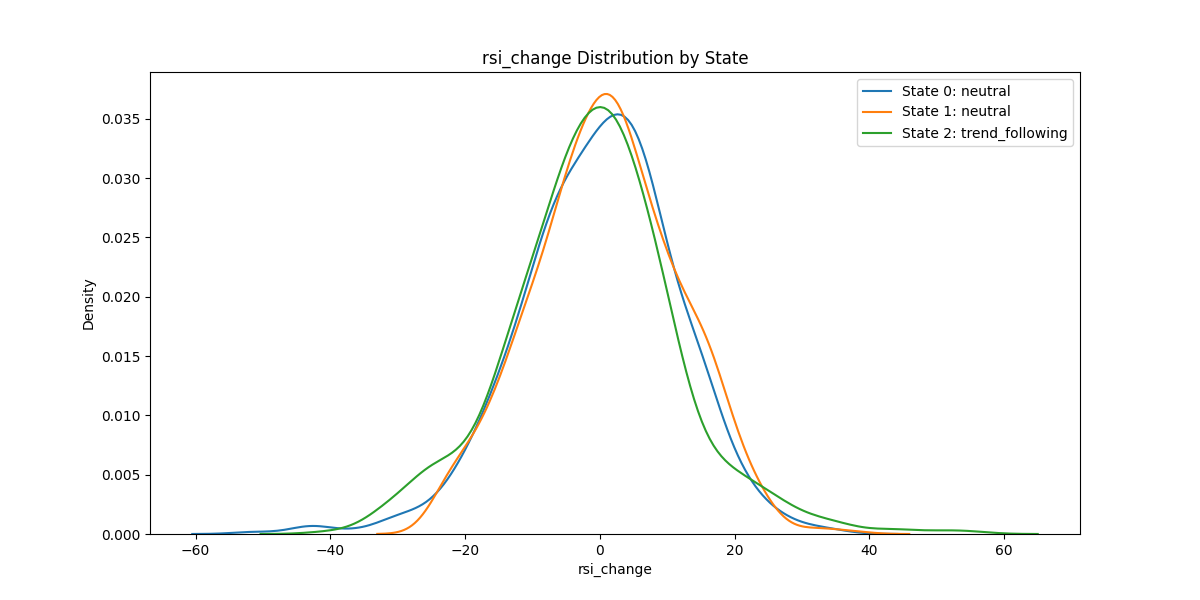 rsi_change Distribution by State
State 0: neutral
State 1: neutral
State 2: trend_following
Density
0.035
0.030
0.025
0.020
0.015
0.010
0.005
0.000
−60
−40
−20
0
20
40
60
rsi_change